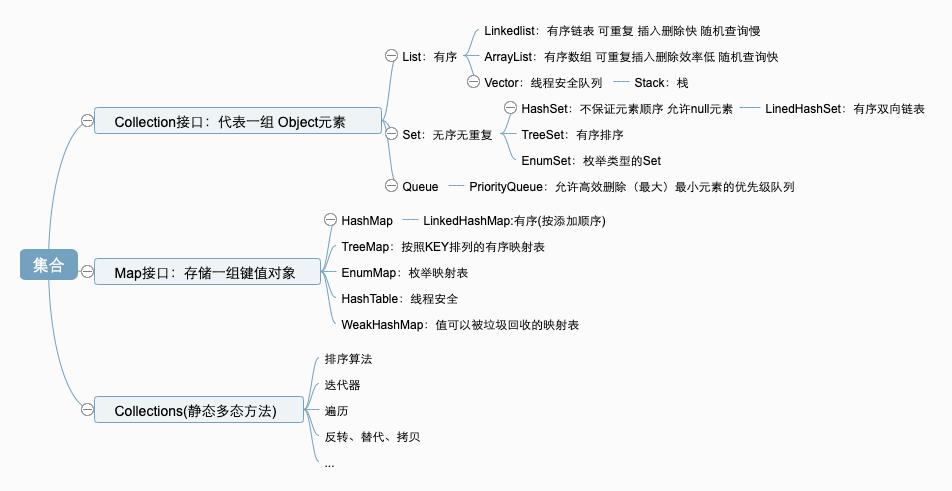 集合
Collection接口：代表一组 Object元素
List：有序
Linkedlist：有序链表 可重复 插入删除快 随机查询慢
ArrayList：有序数组 可重复插入删除效率低 随机查询快
Vector：线程安全队列
Stack：栈
Set：无序无重复
HashSet：不保证元素顺序 允许null元素
LinedHashSet：有序双向链表
TreeSet：有序排序
EnumSet：枚举类型的Set
Queue
PriorityQueue：允许高效删除（最大）最小元素的优先级队列
Map接口：存储一组键值对象
HashMap
LinkedHashMap:有序(按添加顺序)
TreeMap：按照KEY排列的有序映射表
EnumMap：枚举映射表
HashTable：线程安全
WeakHashMap：值可以被垃圾回收的映射表
Collections(静态多态方法)
排序算法
迭代器
遍历
反转、替代、拷贝
...